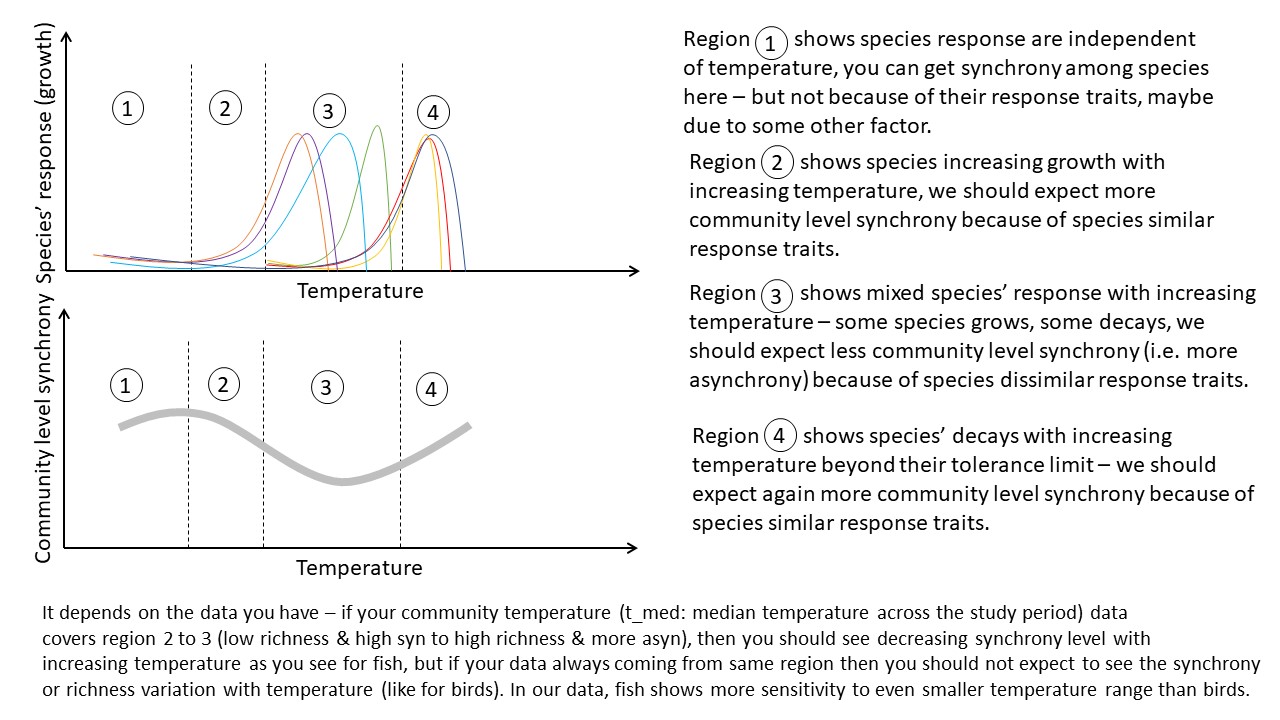 Species’ response (growth)
1
2
3
4
Temperature
Community level synchrony
1
2
3
4
Temperature
Region 1 shows species response are independent
of temperature, you can get synchrony among species
here – but not because of their response traits, maybe
due to some other factor.
Region 2 shows species increasing growth with
increasing temperature, we should expect more
community level synchrony because of species similar
response traits.
Region 3 shows mixed species’ response with increasing
temperature – some species grows, some decays, we
should expect less community level synchrony (i.e. more
asynchrony) because of species dissimilar response traits.
Region 4 shows species’ decays with increasing
temperature beyond their tolerance limit – we should
expect again more community level synchrony because of
species similar response traits.
It depends on the data you have – if your community temperature (t_med: median temperature across the study period) data
covers region 2 to 3 (low richness & high syn to high richness & more asyn), then you should see decreasing synchrony level with
increasing temperature as you see for fish, but if your data always coming from same region then you should not expect to see the synchrony
or richness variation with temperature (like for birds). In our data, fish shows more sensitivity to even smaller temperature range than birds.